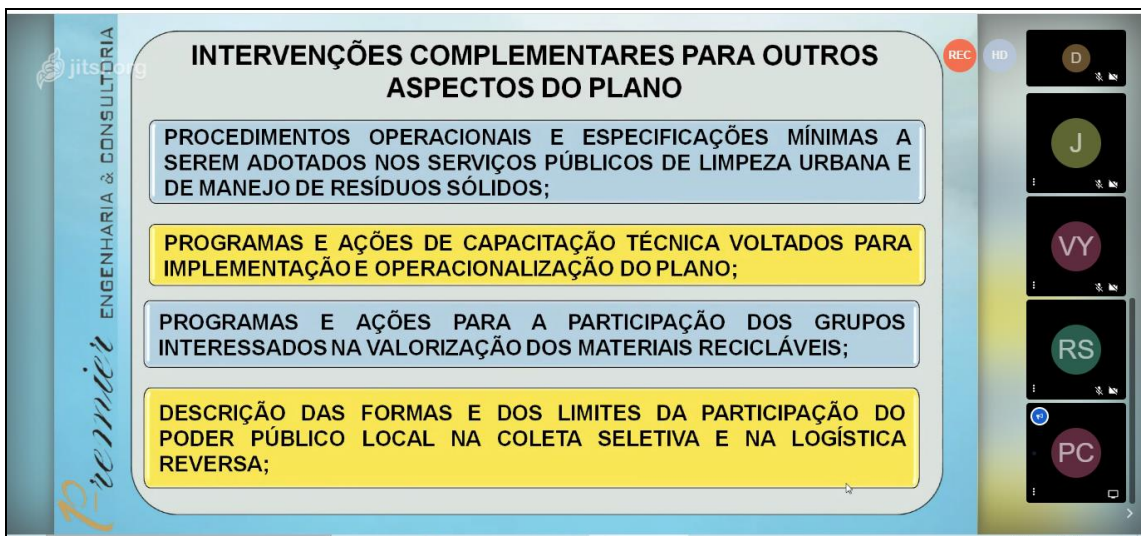 jitsi.org
Premier ENGENHARIA & CONSULTORIA
INTERVENÇÕES COMPLEMENTARES PARA OUTROS
ASPECTOS DO PLANO
PROCEDIMENTOS OPERACIONAIS E ESPECIFICAÇÕES MÍNIMAS A
SEREM ADOTADOS NOS SERVIÇOS PÚBLICOS DE LIMPEZA URBANA E
DE MANEJO DE RESÍDUOS SÓLIDOS;
PROGRAMAS E AÇÕES DE CAPACITAÇÃO TÉCNICA VOLTADOS PARA
IMPLEMENTAÇÃO E OPERACIONALIZAÇÃO DO PLANO;
PROGRAMAS E AÇÕES PARA A PARTICIPAÇÃO DOS GRUPOS
INTERESSADOS NA VALORIZAÇÃO DOS MATERIAIS RECICLÁVEIS;
DESCRIÇÃO DAS FORMAS E DOS LIMITES DA PARTICIPAÇÃO DO
PODER PÚBLICO LOCAL NA COLETA SELETIVA E NA LOGÍSTICA
REVERSA;
REC
HD
D
J
VY
RS
PC